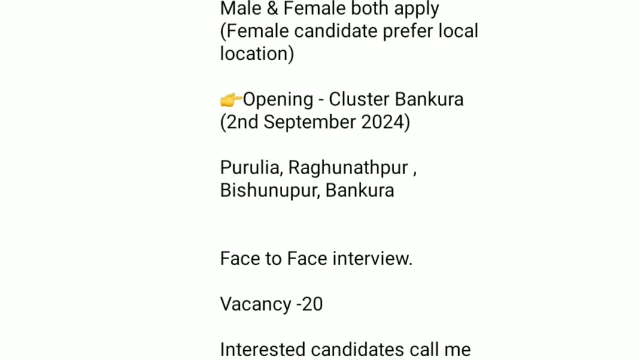 Male & Female both apply
(Female candidate prefer local
location)
👉Opening - Cluster Bankura
(2nd September 2024)
Purulia, Raghunathpur ,
Bishunupur, Bankura
Face to Face interview.
Vacancy -20
Interested candidates call me